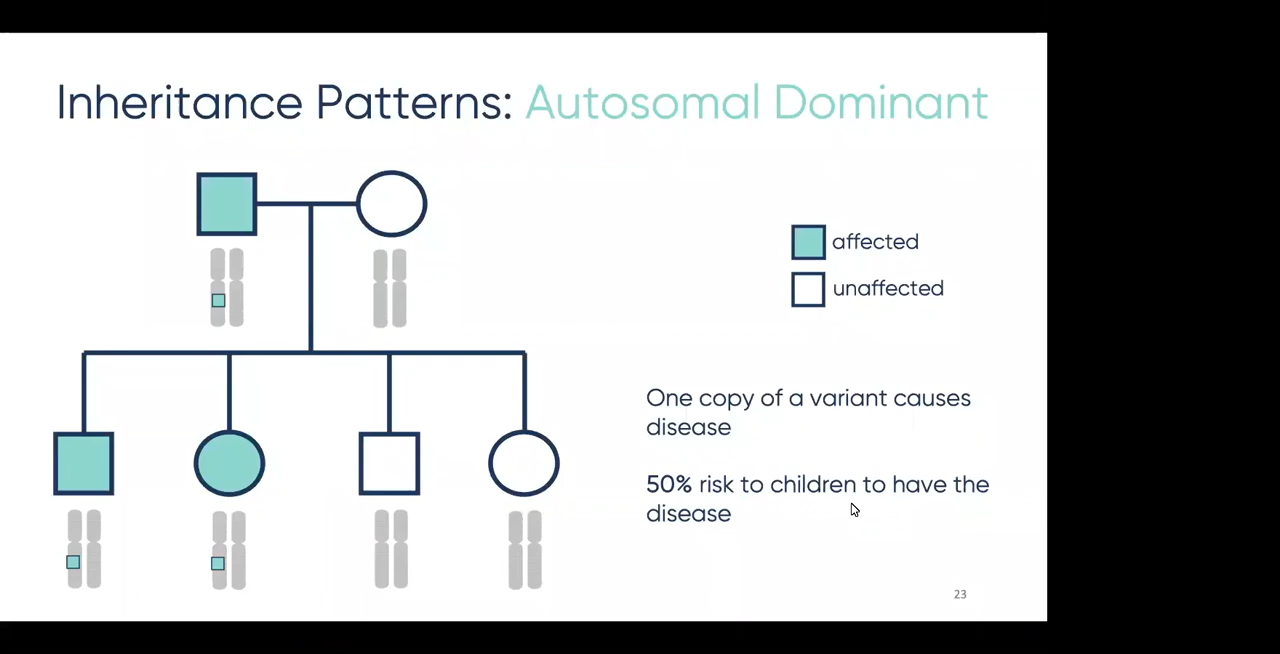 Inheritance Patterns: Autosomal Dominant
affected
unaffected
One copy of a variant causes
disease
50% risk to children to have the
disease
23